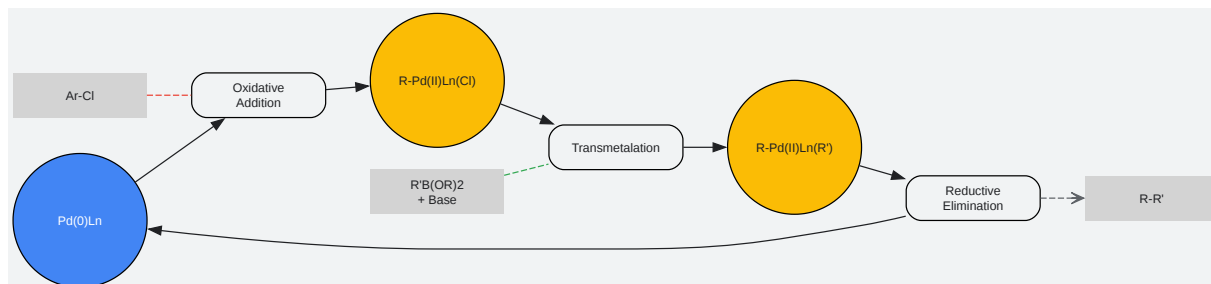 Ar-Cl
Oxidative
Addition
R-Pd(II)Ln(Cl)
Pd(0)Ln
R'B(OR)2
+ Base
Transmetalation
R-Pd(II)Ln(R')
Reductive
Elimination
R-R'